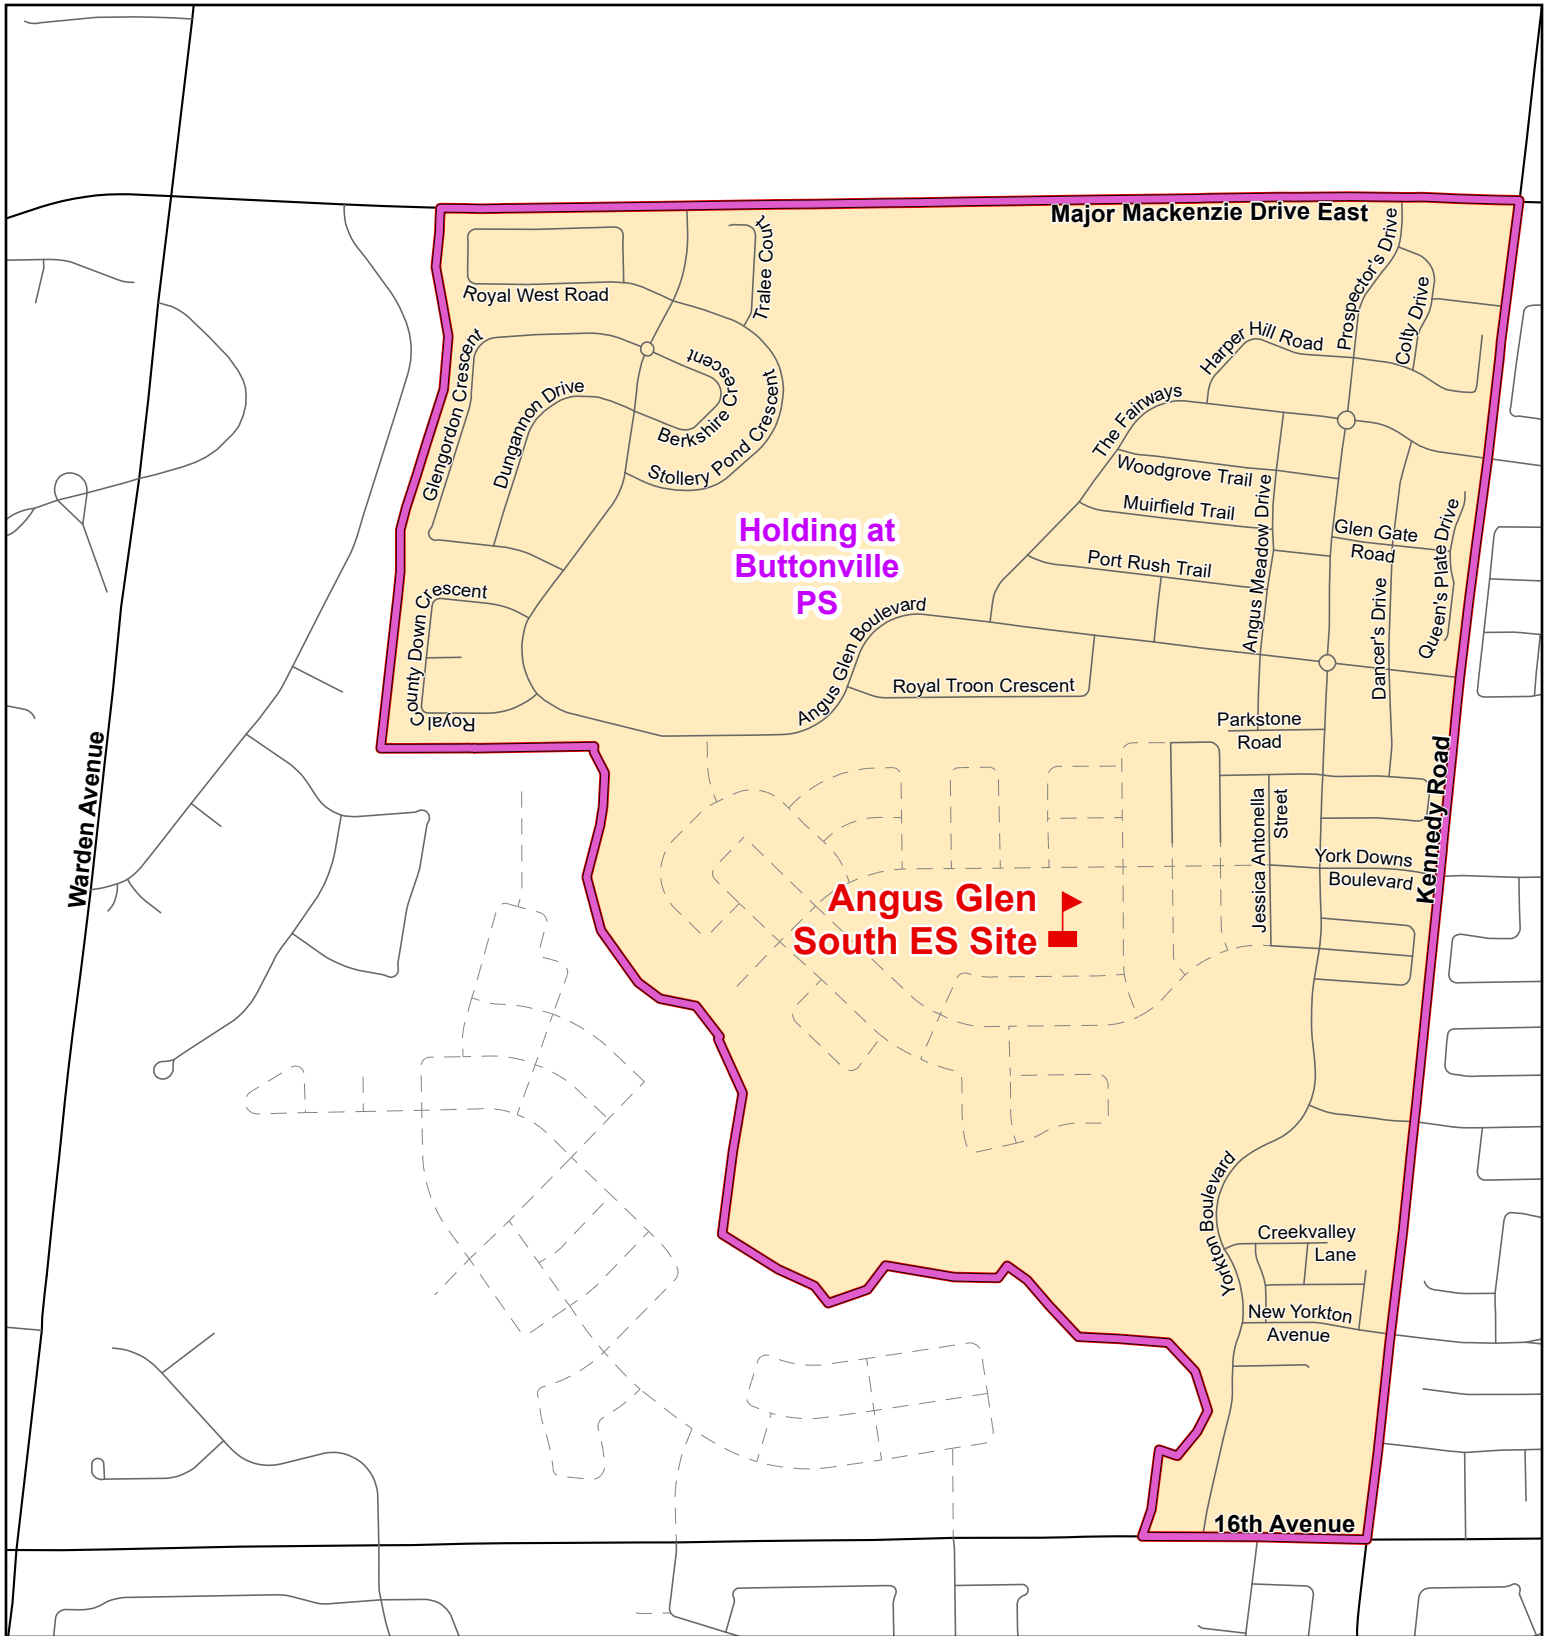 Major Mackenzie Drive East
Tralee Court
Prospector's Drive
Royal West Road
Colty Drive
Harper Hill Road
Glengordon Crescent
Berkshire Crescent
Dungannon Drive
Stollery Pond Crescent
The Fairways
Woodgrove Trail
Muirfield Trail
Angus Meadow Drive
Glen Gate
Road
Queen's Plate Drive
Holding at
Buttonville
PS
Port Rush Trail
Dancer's Drive
Royal County Down Crescent
Angus Glen Boulevard
Royal Troon Crescent
Parkstone
Road
Warden Avenue
Kennedy Road
Jessica Antonella
Street
York Downs
Boulevard
Angus Glen
South ES Site
Yorkton Boulevard
Creekvalley
Lane
New Yorkton
Avenue
16th Avenue